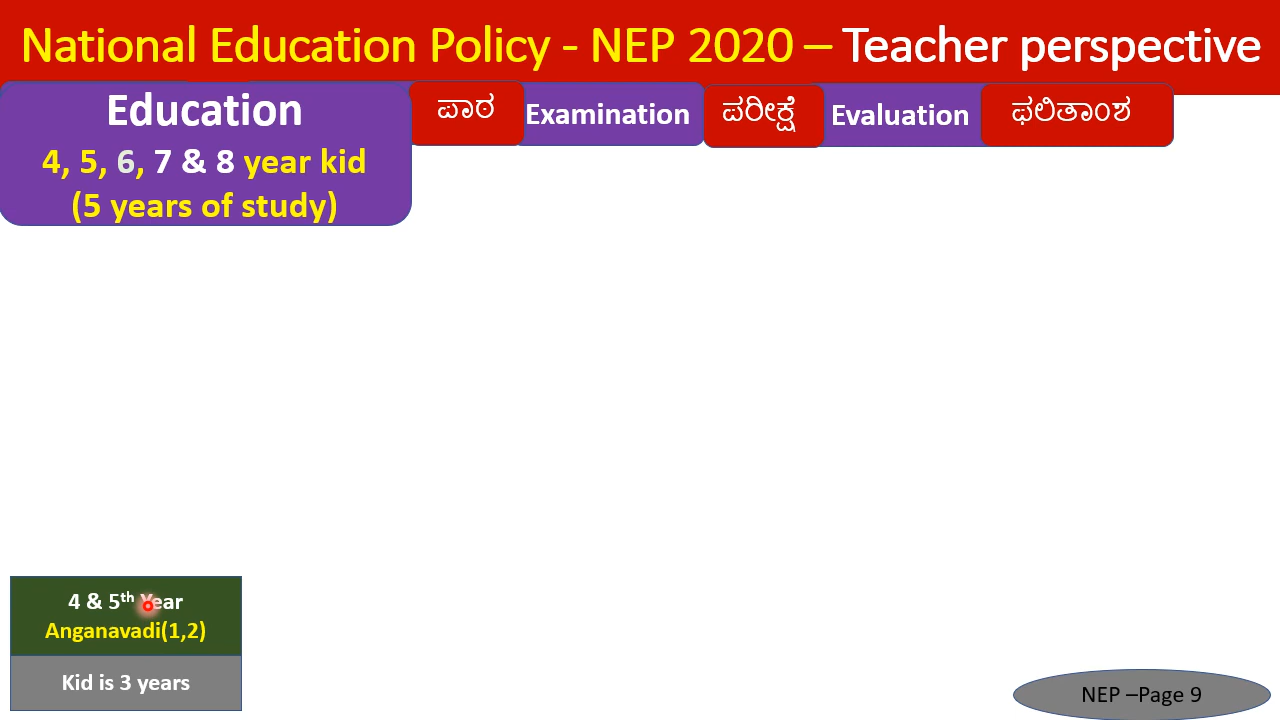 National Education Policy - NEP 2020 – Teacher perspective
Education
4, 5, 6, 7 & 8 year kid
(5 years of study)
ಪಾಠ
Examination
ಪರೀಕ್ಷೆ
Evaluation
ಫಲಿತಾಂಶ
4 & 5th Year
Anganavadi(1,2)
Kid is 3 years
NEP –Page 9